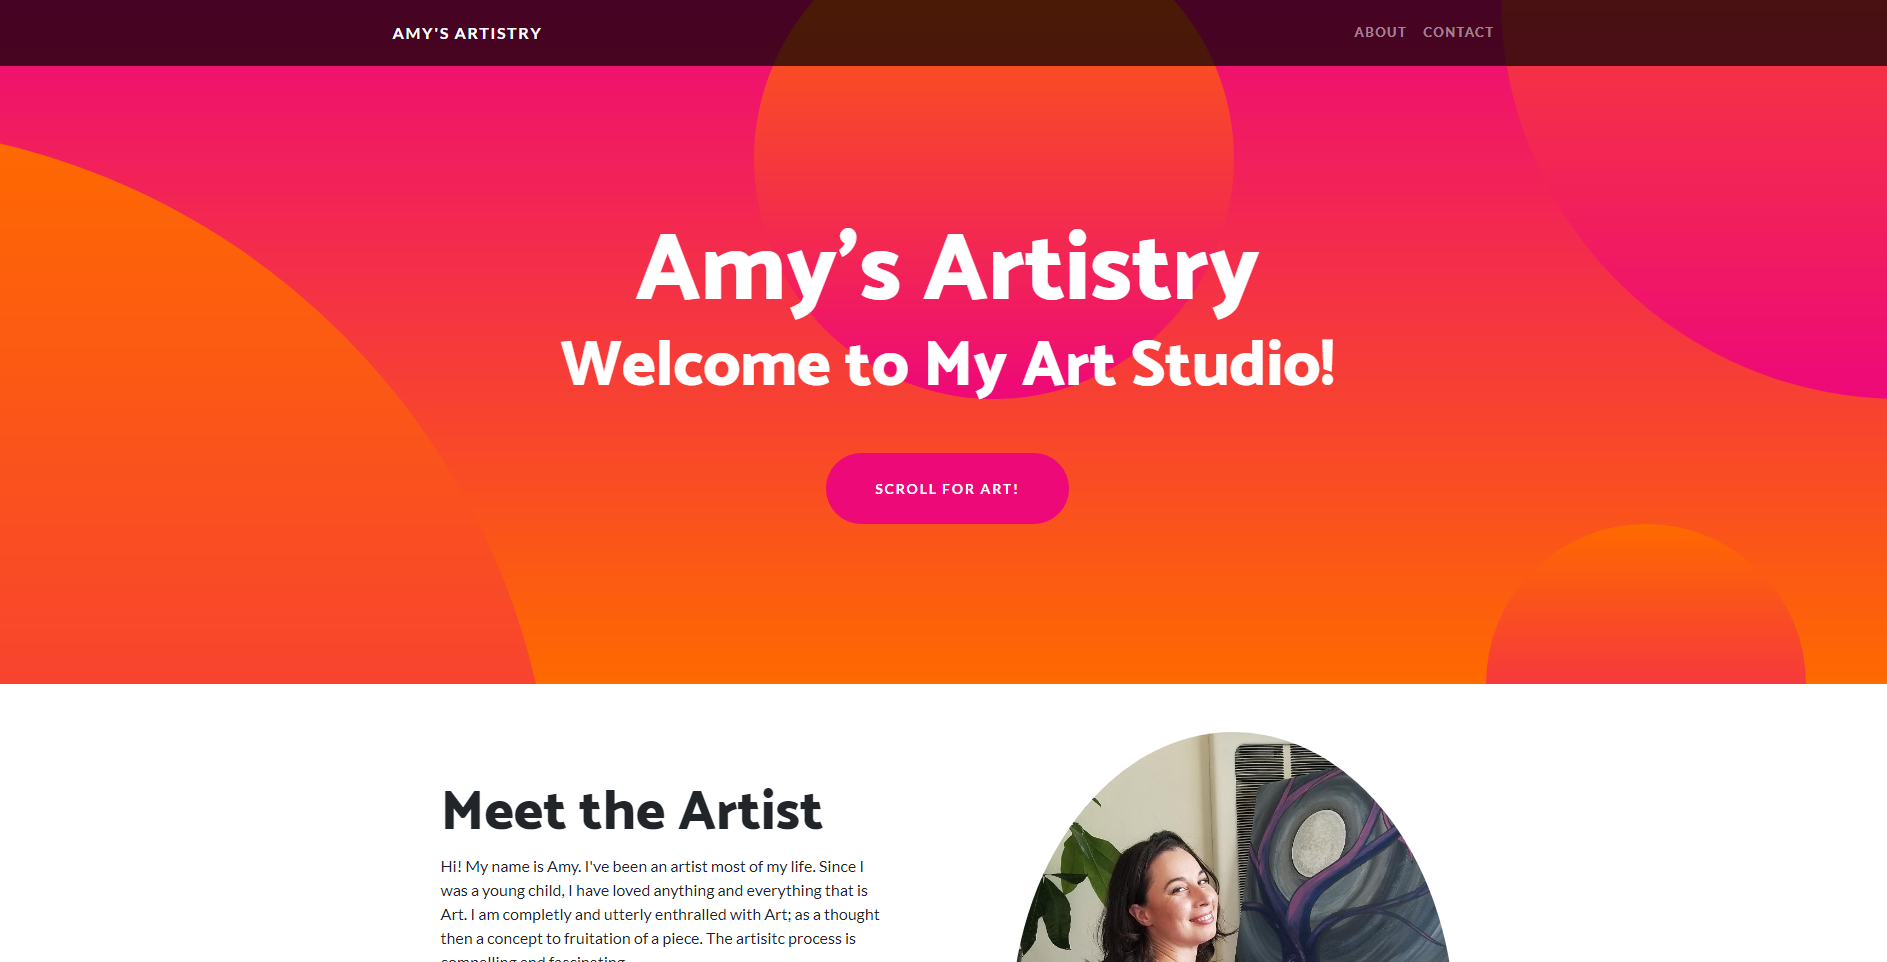 AMY'S ARTISTRY
ABOUT CONTACT
Amy’s Artistry
Welcome to My Art Studio!
SCROLL FOR ART!
Meet the Artist
Hi! My name is Amy. I've been an artist most of my life. Since I
was a young child, I have loved anything and everything that is
Art. I am completly and utterly enthralled with Art; as a thought
then a concept to fruitation of a piece. The artisitc process is
compelling and fascinating.